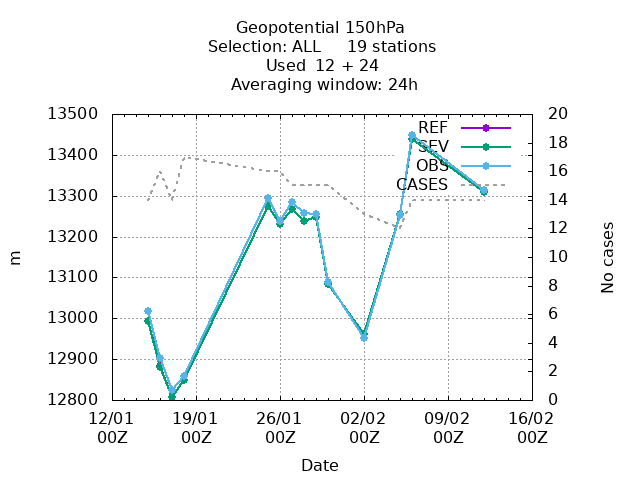 Geopotential 150hPa
Selection: ALL     19 stations
Used  12 + 24
Averaging window: 24h
13500
13400
13300
13200
13100
13000
12900
12800
m
20
18
16
14
12
10
8
6
4
2
0
No cases
REF
SEV
OBS
CASES
12/01 19/01 26/01 02/02 09/02 16/02
00Z 00Z 00Z 00Z 00Z 00Z
Date